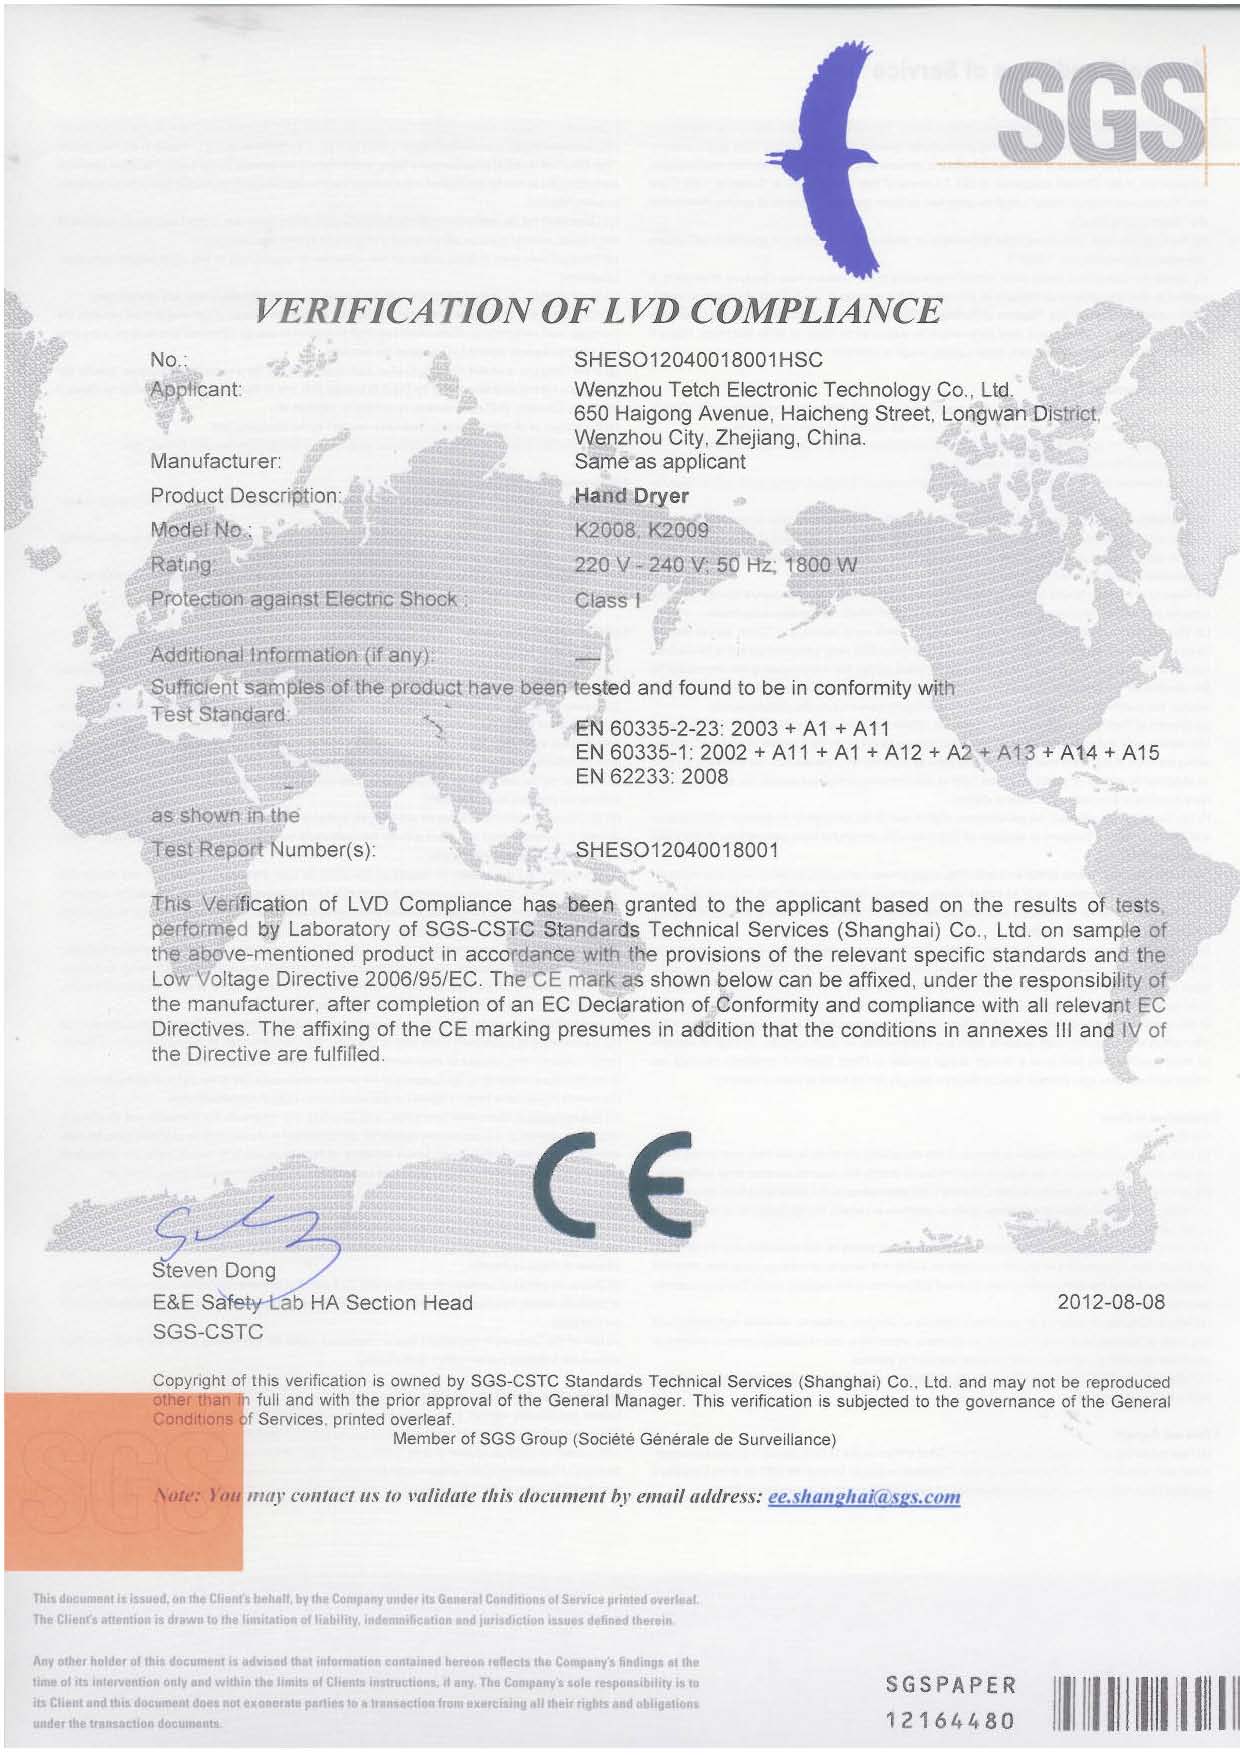 SGS
VERIFICATION OF LVD COMPLIANCE
No.: SHESO12040018001HSC
Applicant: Wenzhou Tetch Electronic Technology Co., Ltd.
650 Haigong Avenue, Haicheng Street, Longwan District,
Wenzhou City, Zhejiang, China.
Manufacturer: Same as applicant
Product Description: Hand Dryer
Model No.: K2008, K2009
Rating: 220 V - 240 V; 50 Hz; 1800 W
Protection against Electric Shock : Class I
Additional Information (if any): —
Sufficient samples of the product have been tested and found to be in conformity with
Test Standard:
EN 60335-2-23: 2003 + A1 + A11
EN 60335-1: 2002 + A11 + A1 + A12 + A2 + A13 + A14 + A15
EN 62233: 2008
as shown in the
Test Report Number(s): SHESO12040018001
This Verification of LVD Compliance has been granted to the applicant based on the results of tests,
performed by Laboratory of SGS-CSTC Standards Technical Services (Shanghai) Co., Ltd. on sample of
the above-mentioned product in accordance with the provisions of the relevant specific standards and the
Low Voltage Directive 2006/95/EC. The CE mark as shown below can be affixed, under the responsibility of
the manufacturer, after completion of an EC Declaration of Conformity and compliance with all relevant EC
Directives. The affixing of the CE marking presumes in addition that the conditions in annexes III and IV of
the Directive are fulfilled.
CE
Steven Dong
E&E Safety Lab HA Section Head 2012-08-08
SGS-CSTC
Copyright of this verification is owned by SGS-CSTC Standards Technical Services (Shanghai) Co., Ltd. and may not be reproduced
other than in full and with the prior approval of the General Manager. This verification is subjected to the governance of the General
Conditions of Services, printed overleaf.
Member of SGS Group (Société Générale de Surveillance)
SGS
Note: You may contact us to validate this document by email address: ee.shanghai@sgs.com
This document is issued, on the Client's behalf, by the Company under its General Conditions of Service printed overleaf.
The Client's attention is drawn to the limitation of liability, indemnification and jurisdiction issues defined therein.
Any other holder of this document is advised that information contained hereon reflects the Company's findings at the
time of its intervention only and within the limits of Clients instructions, if any. The Company's sole responsibility is to
its Client and this document does not exonerate parties to a transaction from exercising all their rights and obligations
under the transaction documents.
SGSPAPER
12164480